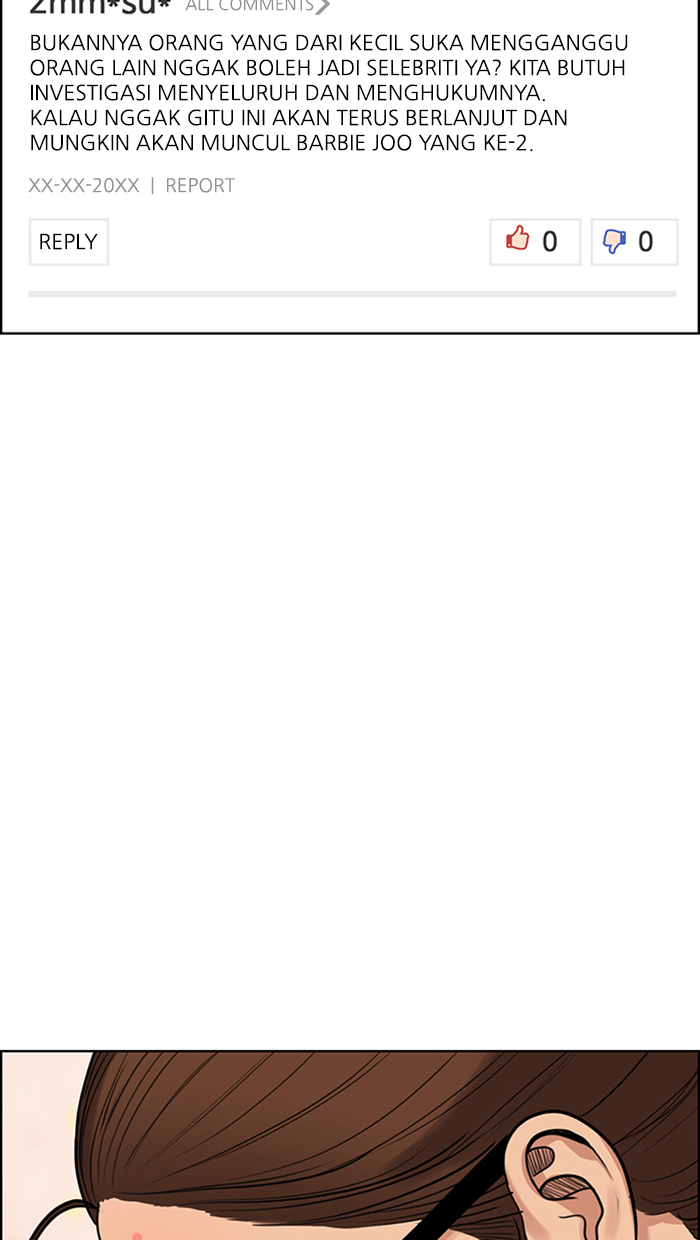 2mm*su* ALL COMMENTS
BUKANNYA ORANG YANG DARI KECIL SUKA MENGGANGGU
ORANG LAIN NGGAK BOLEH JADI SELEBRITI YA? KITA BUTUH
INVESTIGASI MENYELURUH DAN MENGHUKUMNYA.
KALAU NGGAK GITU INI AKAN TERUS BERLANJUT DAN
MUNGKIN AKAN MUNCUL BARBIE JOO YANG KE-2.
XX-XX-20XX | REPORT
REPLY 0 0